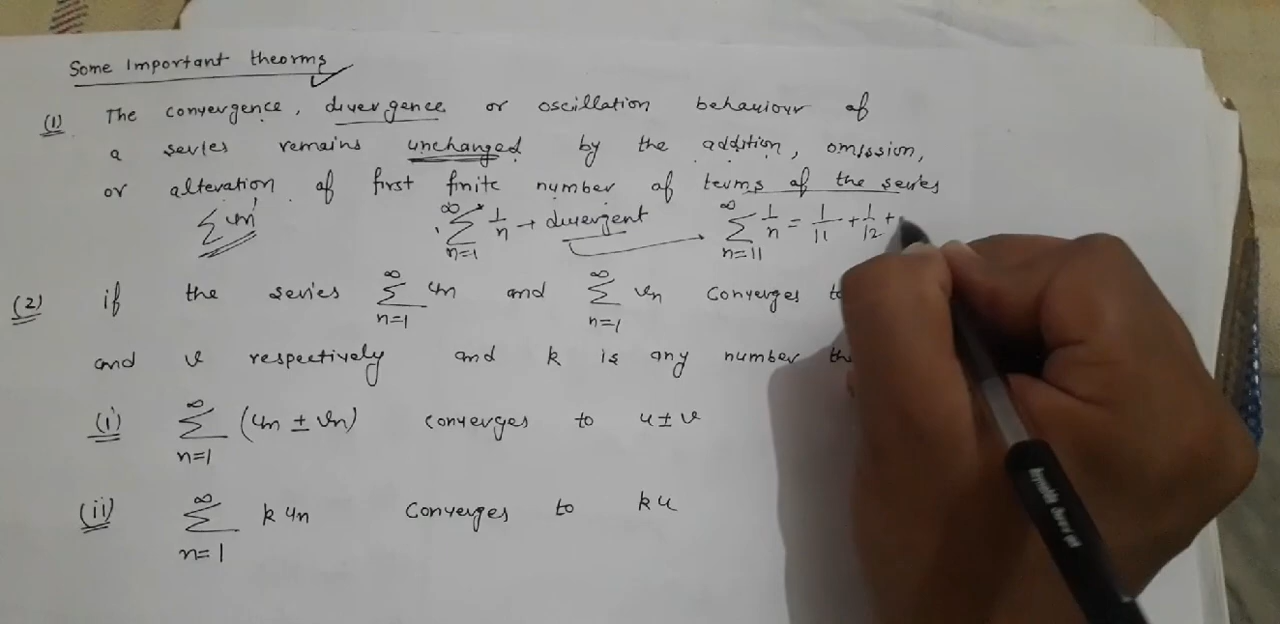 Some Important theorms
(1) The convergence, divergence or oscillation behaviour of
a series remains unchanged by the addition, omission,
or alteration of first finite number of terms of the series
∑un ∞∑n=1 1/n → divergent ∞∑n=11 1/n = 1/11 + 1/12 +
(2) if the series ∞∑n=1 un and ∞∑n=1 vn Converges
and v respectively and k is any number
(i) ∞∑n=1 (un ± vn) converges to u±v
(ii) ∞∑n=1 kun Converges to ku